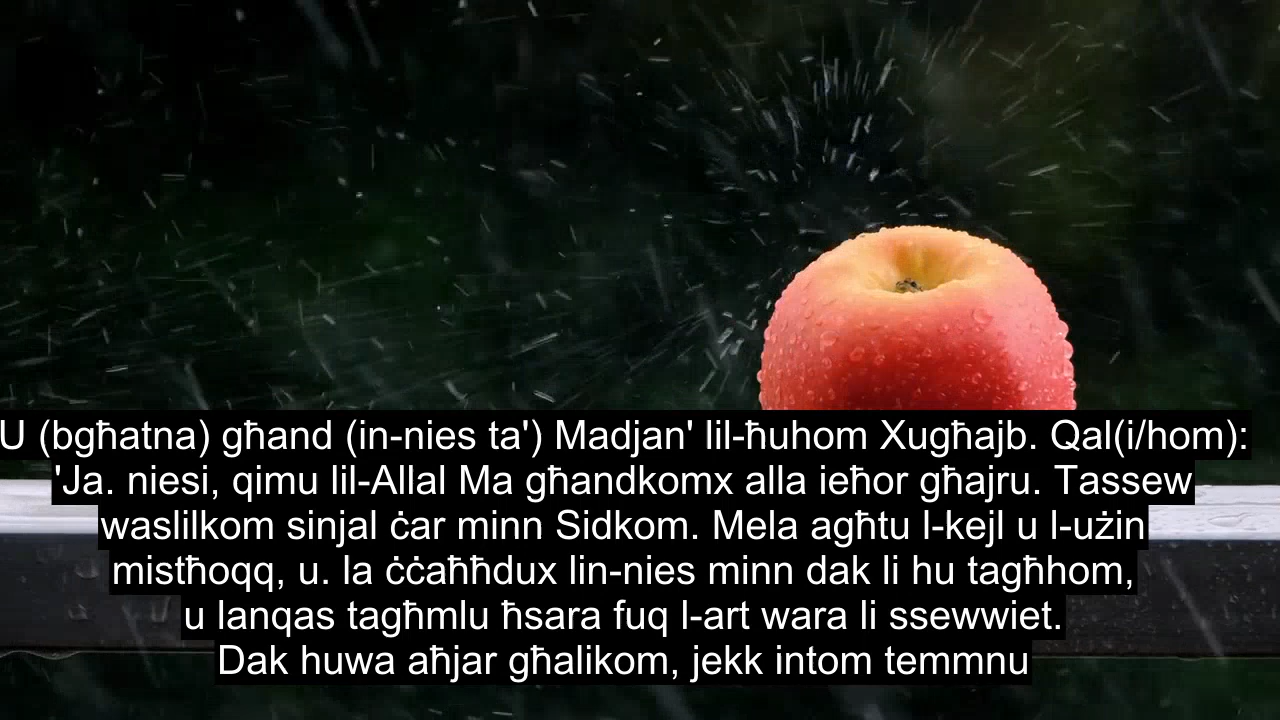 U (bgħatna) għand (in-nies ta') Madjan' lil-ħuhom Xugħajb. Qal(i/hom):
'Ja. niesi, qimu lil-Allal Ma għandkomx alla ieħor għajru. Tassew
waslilkom sinjal ċar minn Sidkom. Mela agħtu l-kejl u l-użin
mistħoqq, u. la ċċaħħdux lin-nies minn dak li hu tagħhom,
u lanqas tagħmlu ħsara fuq l-art wara li ssewwiet.
Dak huwa aħjar għalikom, jekk intom temmnu